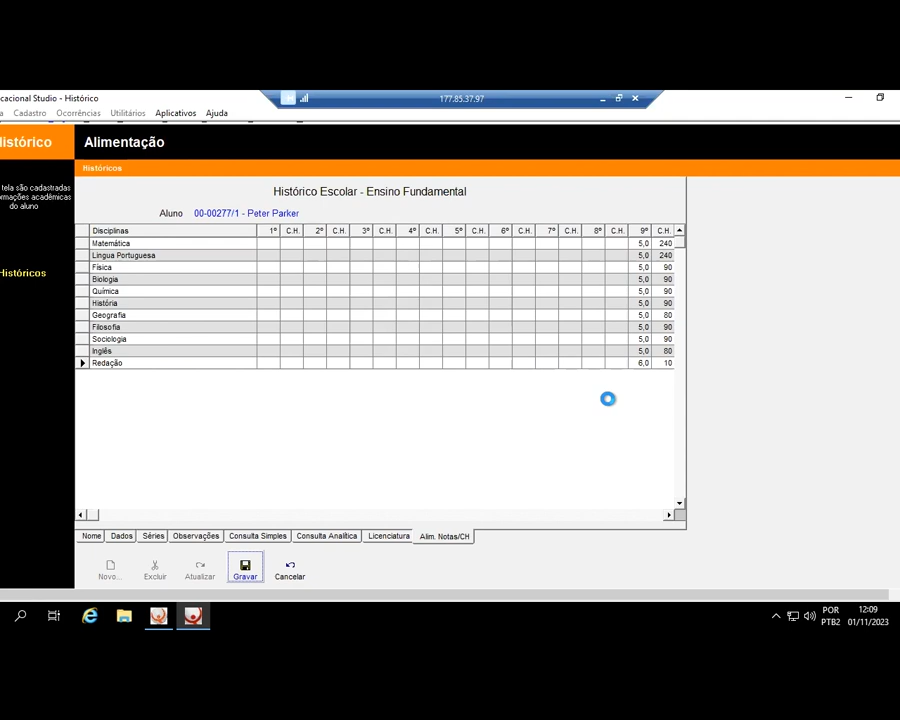 cacional Studio - Histórico
177.85.37.97
a Cadastro Ocorrências Utilitários Aplicativos Ajuda
istórico
Alimentação
Históricos
tela são cadastradas
rmações acadêmicas
do aluno
Históricos
Histórico Escolar - Ensino Fundamental
Aluno 00-00277/1 - Peter Parker
Disciplinas 1º C.H. 2º C.H. 3º C.H. 4º C.H. 5º C.H. 6º C.H. 7º C.H. 8º C.H. 9º C.H.
Matemática 5,0 240
Lingua Portuguesa 5,0 240
Física 5,0 90
Biologia 5,0 90
Química 5,0 90
História 5,0 90
Geografia 5,0 80
Filosofia 5,0 90
Sociologia 5,0 90
Inglês 5,0 80
Redação 6,0 10
Nome Dados Séries Observações Consulta Simples Consulta Analítica Licenciatura Alim. Notas/CH
Novo... Excluir Atualizar Gravar Cancelar
POR 12:09
PTB2 01/11/2023